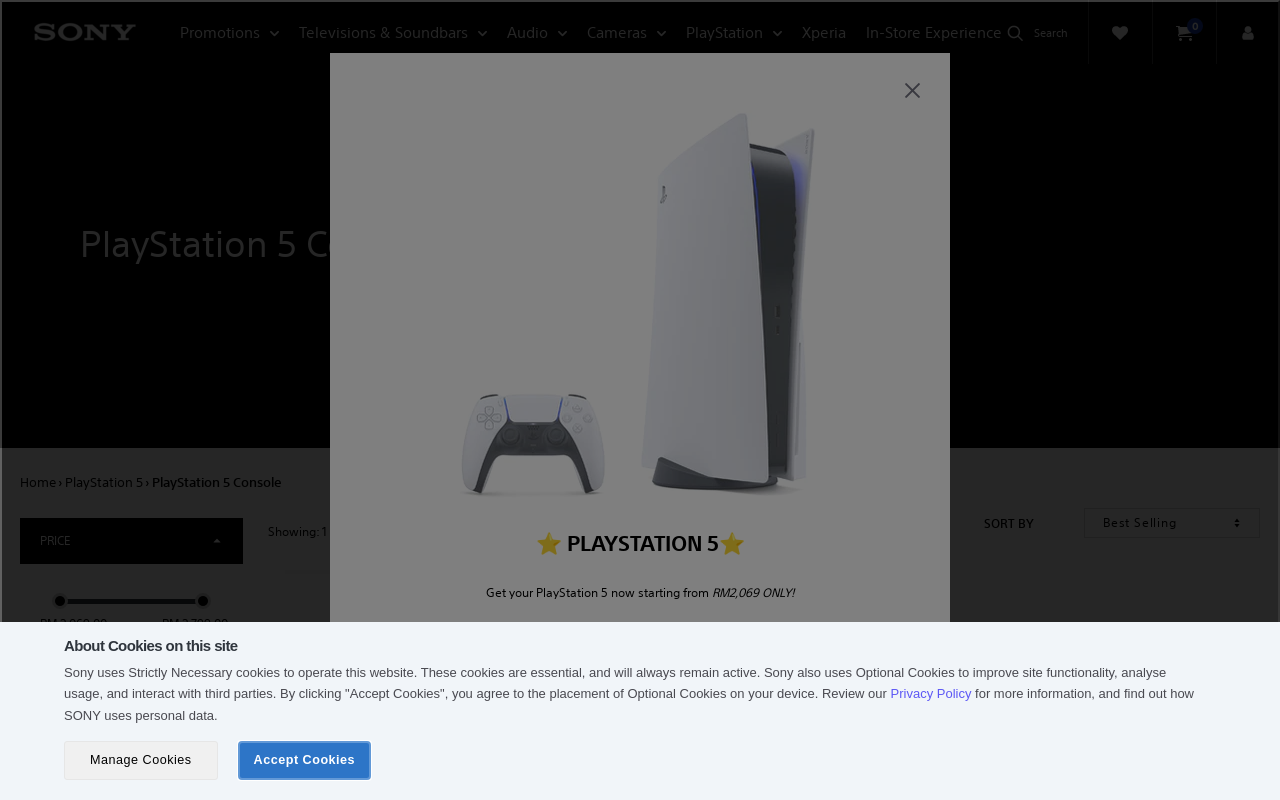 SONY
Promotions
Televisions & Soundbars
Audio
Cameras
PlayStation
Xperia
In-Store Experience
Search
0
PlayStation 5 Co
Home › PlayStation 5 › PlayStation 5 Console
PRICE
Showing: 1
SORT BY
Best Selling
⭐ PLAYSTATION 5⭐
Get your PlayStation 5 now starting from RM2,069 ONLY!
About Cookies on this site
Sony uses Strictly Necessary cookies to operate this website. These cookies are essential, and will always remain active. Sony also uses Optional Cookies to improve site functionality, analyse
usage, and interact with third parties. By clicking "Accept Cookies", you agree to the placement of Optional Cookies on your device. Review our Privacy Policy for more information, and find out how
SONY uses personal data.
Manage Cookies
Accept Cookies